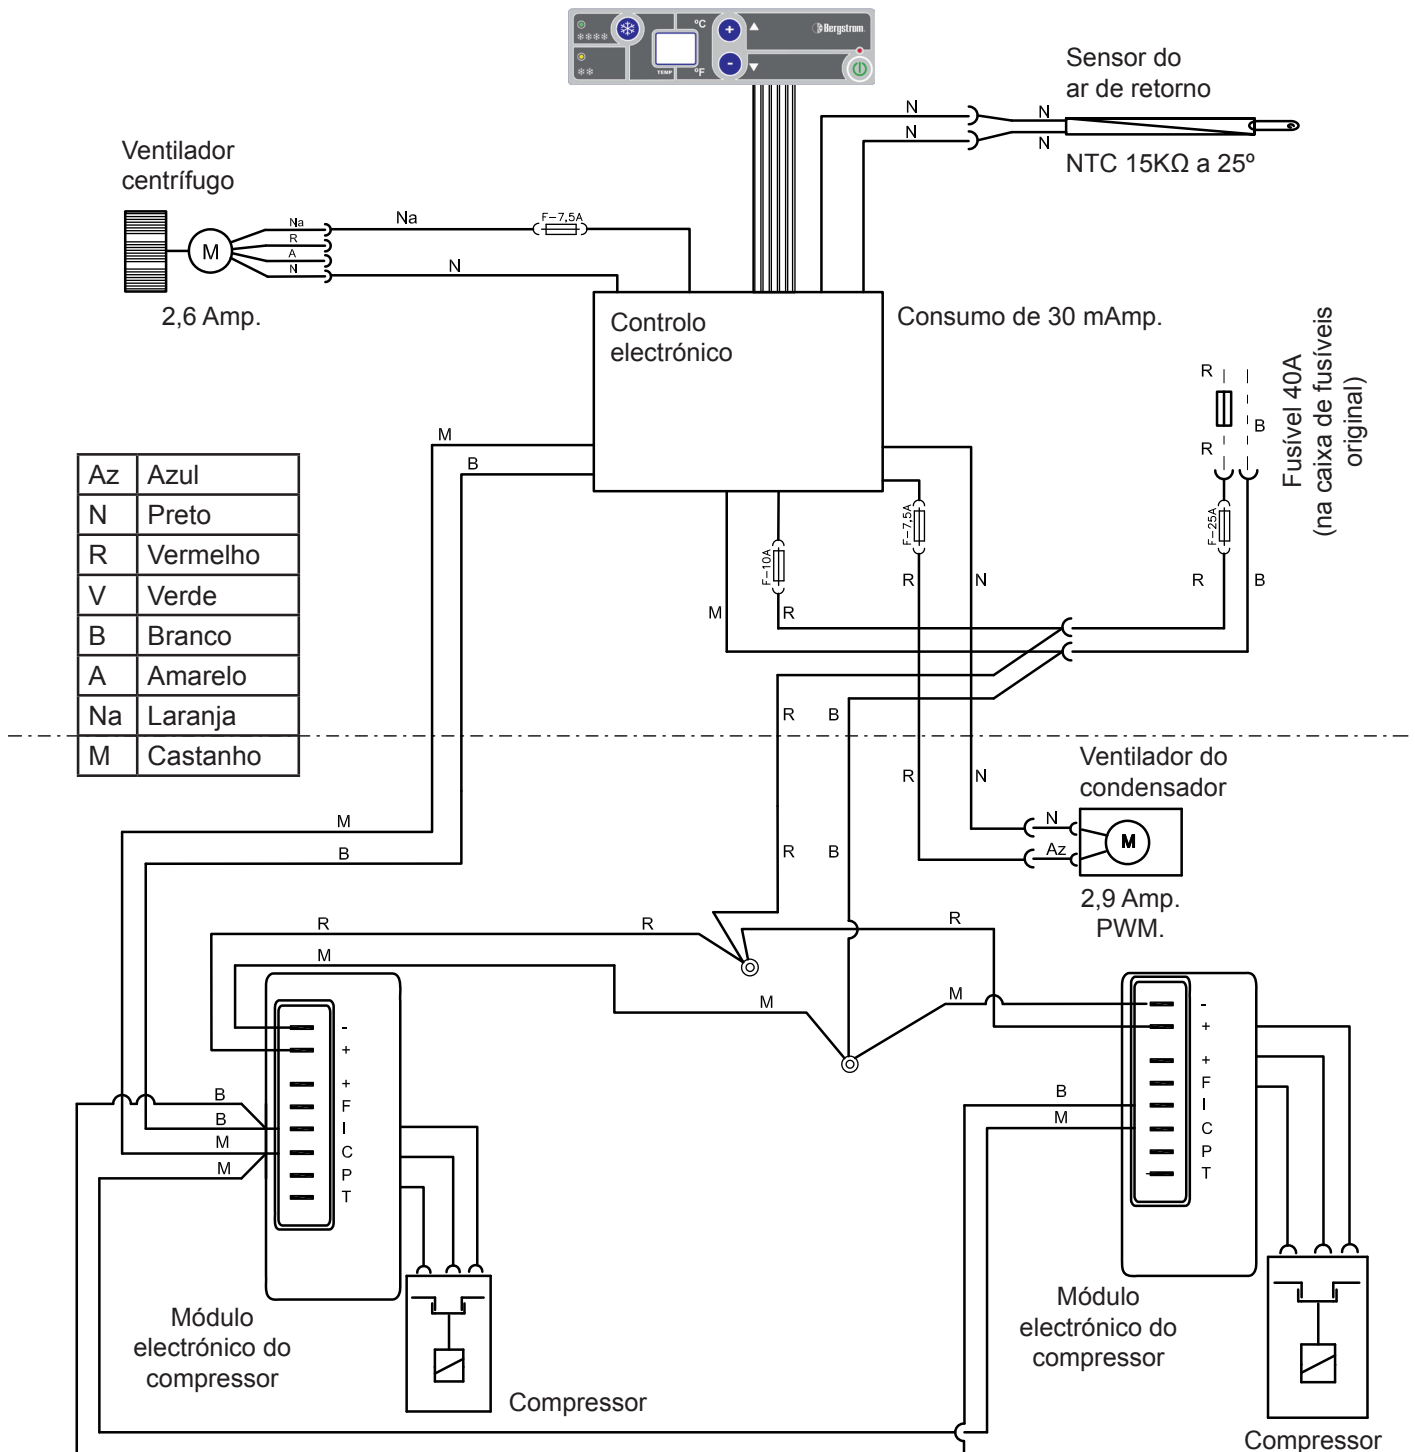 °C
Bergstrom
TEMP
°F
Sensor do
ar de retorno
N
N
N
N
NTC 15KΩ a 25º
Ventilador
centrífugo
Na
R
A
N
Na
F-7,5A
N
M
2,6 Amp.
Controlo
electrónico
Consumo de 30 mAmp.
Fusível 40A
(na caixa de fusíveis
original)
R
B
R
M
B
Az Azul
N Preto
R Vermelho
V Verde
B Branco
A Amarelo
Na Laranja
M Castanho
F-10A
F-7,5A
F-25A
R
N
R
B
M
R
R
B
R
N
Ventilador do
condensador
M
B
R
B
N
Az
M
2,9 Amp.
PWM.
R
R
R
M
M
M
-
+
+
F
I
C
P
T
B
B
M
M
-
+
+
F
I
C
P
T
B
M
Módulo
electrónico do
compressor
Compressor
Módulo
electrónico do
compressor
Compressor